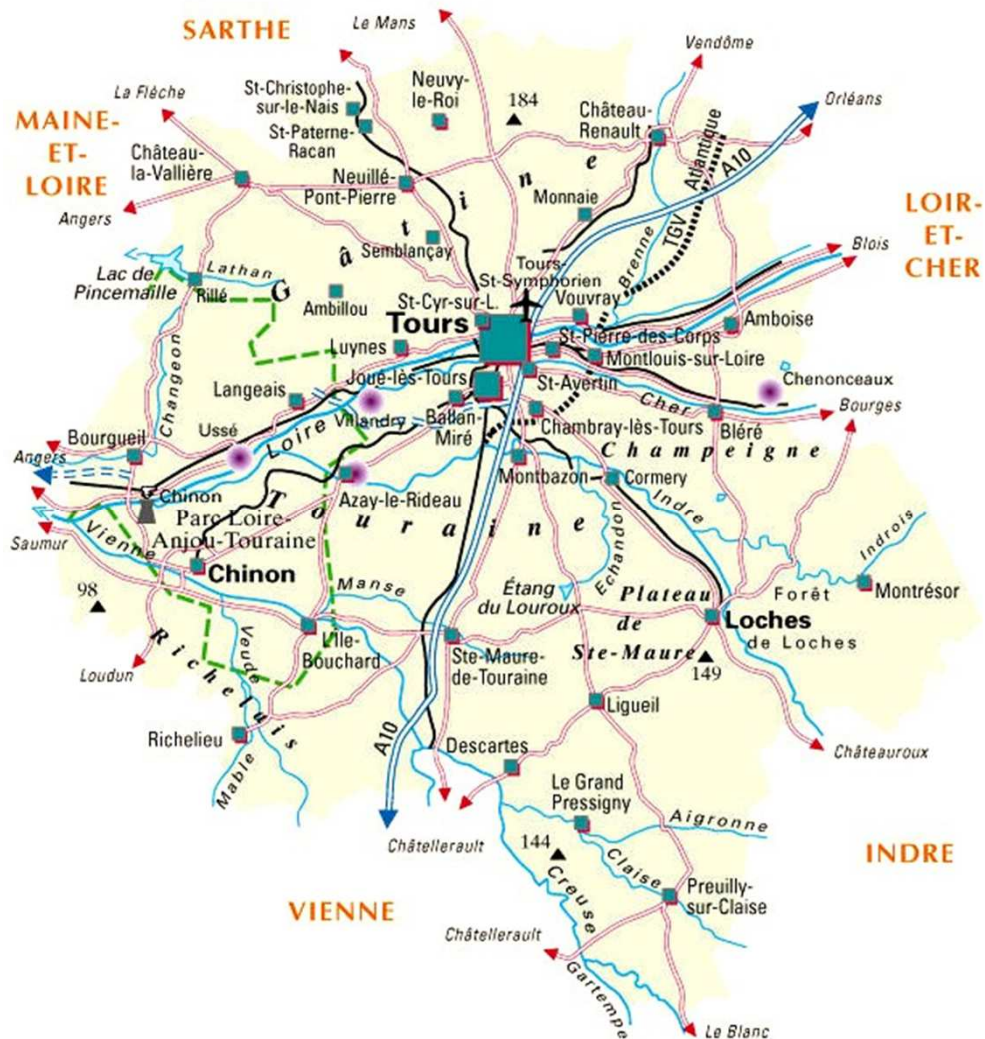 SARTHE
Le Mans
Vendôme
La Flèche
St-Christophe-
sur-le-Nais
Neuvy-
le-Roi
184
Château-
Renault
Orléans
MAINE-
ET-
LOIRE
St-Paterne-
Racan
Château-
la-Vallière
Neuillé-
Pont-Pierre
Atlantique
A10
TGV
Monnaie
Angers
Gâtine
Semblançay
Brenne
LOIR-
ET-
CHER
Blois
Lathan
Lac de
Pincemaille
Rillé
Ambillou
Tours-
St-Symphorien
St-Cyr-sur-L.
Vouvray
Tours
Amboise
St-Pierre-des-Corps
Luynes
Montlouis-sur-Loire
Changeon
Langeais
Joué-lès-Tours
St-Avertin
Chenonceaux
Cher
Bourges
Villandry
Ballan-
Miré
Chambray-lès-Tours
Bléré
Ussé
Loire
Bourgueil
Champeigne
Angers
Montbazon
Cormery
Azay-le-Rideau
Chinon
Indre
Parc Loire-
Anjou-Touraine
Touraine
Indrois
Vienne
Saumur
Echandon
Chinon
Manse
Étang
du Louroux
Plateau
de
Ste-Maure
Forêt
de Loches
Montrésor
98
Loches
Richeluis
Veude
L'Ile-
Bouchard
Ste-Maure-
de-Touraine
149
Loudun
Ligueil
Richelieu
A10
Descartes
Châteauroux
Mable
Le Grand
Pressigny
Aigronne
Châtellerault
144
Claise
INDRE
Creuse
Preuilly-
sur-Claise
VIENNE
Châtellerault
Gartempe
Le Blanc